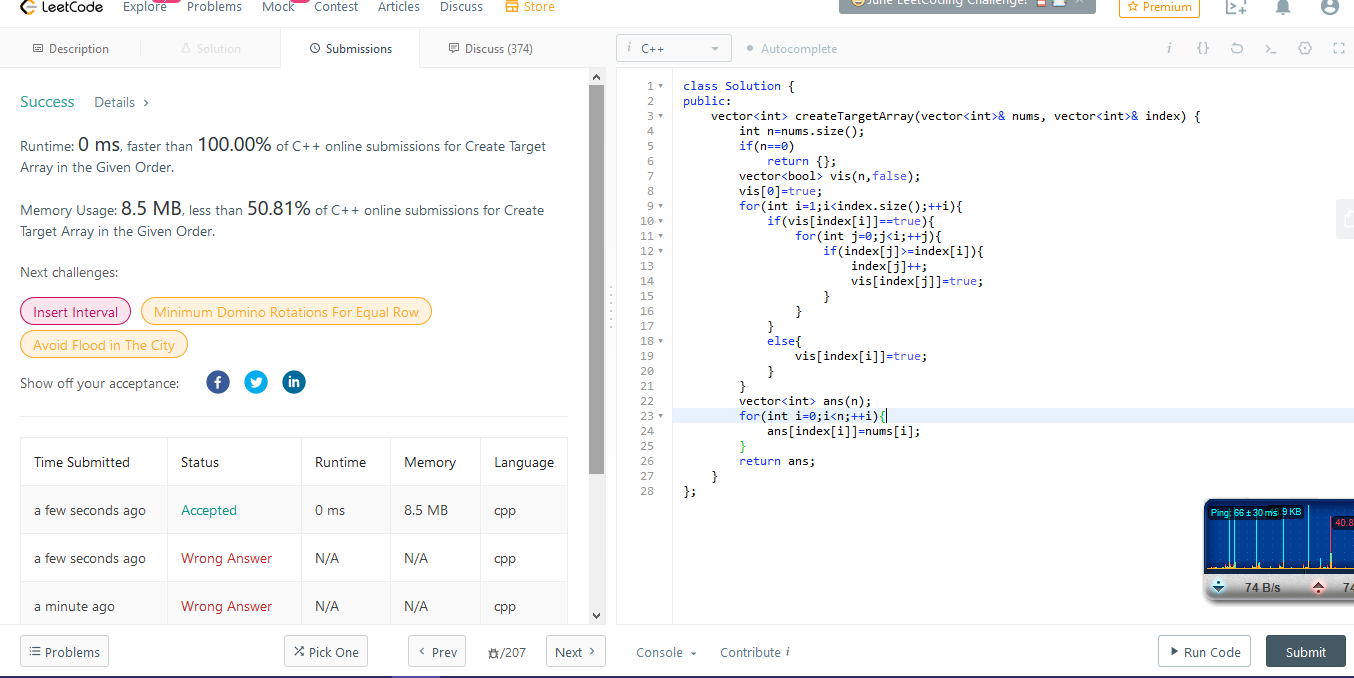 LeetCode Explore Problems Mock Contest Articles Discuss Store
June LeetCoding Challenge!
Premium
Description Solution Submissions Discuss (374)
i C++ Autocomplete
Success Details >
Runtime: 0 ms, faster than 100.00% of C++ online submissions for Create Target
Array in the Given Order.
Memory Usage: 8.5 MB, less than 50.81% of C++ online submissions for Create
Target Array in the Given Order.
Next challenges:
Insert Interval Minimum Domino Rotations For Equal Row
Avoid Flood in The City
Show off your acceptance:
Time Submitted Status Runtime Memory Language
a few seconds ago Accepted 0 ms 8.5 MB cpp
a few seconds ago Wrong Answer N/A N/A cpp
a minute ago Wrong Answer N/A N/A cpp
1 class Solution {
2 public:
3 vector<int> createTargetArray(vector<int>& nums, vector<int>& index) {
4 int n=nums.size();
5 if(n==0)
6 return {};
7 vector<bool> vis(n,false);
8 vis[0]=true;
9 for(int i=1;i<index.size();++i){
10 if(vis[index[i]]==true){
11 for(int j=0;j<i;++j){
12 if(index[j]>=index[i]){
13 index[j]++;
14 vis[index[j]]=true;
15 }
16 }
17 }
18 else{
19 vis[index[i]]=true;
20 }
21 }
22 vector<int> ans(n);
23 for(int i=0;i<n;++i){
24 ans[index[i]]=nums[i];
25 }
26 return ans;
27 }
28 };
Ping: 66 ± 30 ms .9 KB
40.8
74 B/s 74
Problems Pick One < Prev /207 Next > Console Contribute i Run Code Submit